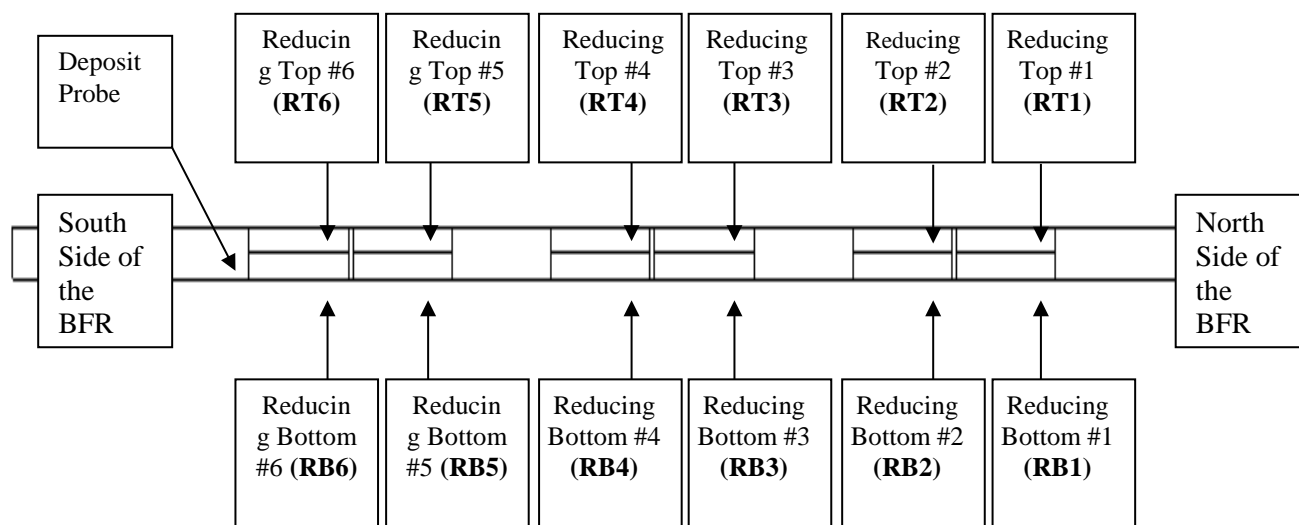 Deposit
Probe
Reducin
g Top #6
(RT6)
Reducin
g Top #5
(RT5)
Reducing
Top #4
(RT4)
Reducing
Top #3
(RT3)
Reducing
Top #2
(RT2)
Reducing
Top #1
(RT1)
South
Side of
the
BFR
North
Side of
the
BFR
Reducin
g Bottom
#6 (RB6)
Reducin
g Bottom
#5 (RB5)
Reducing
Bottom #4
(RB4)
Reducing
Bottom #3
(RB3)
Reducing
Bottom #2
(RB2)
Reducing
Bottom #1
(RB1)